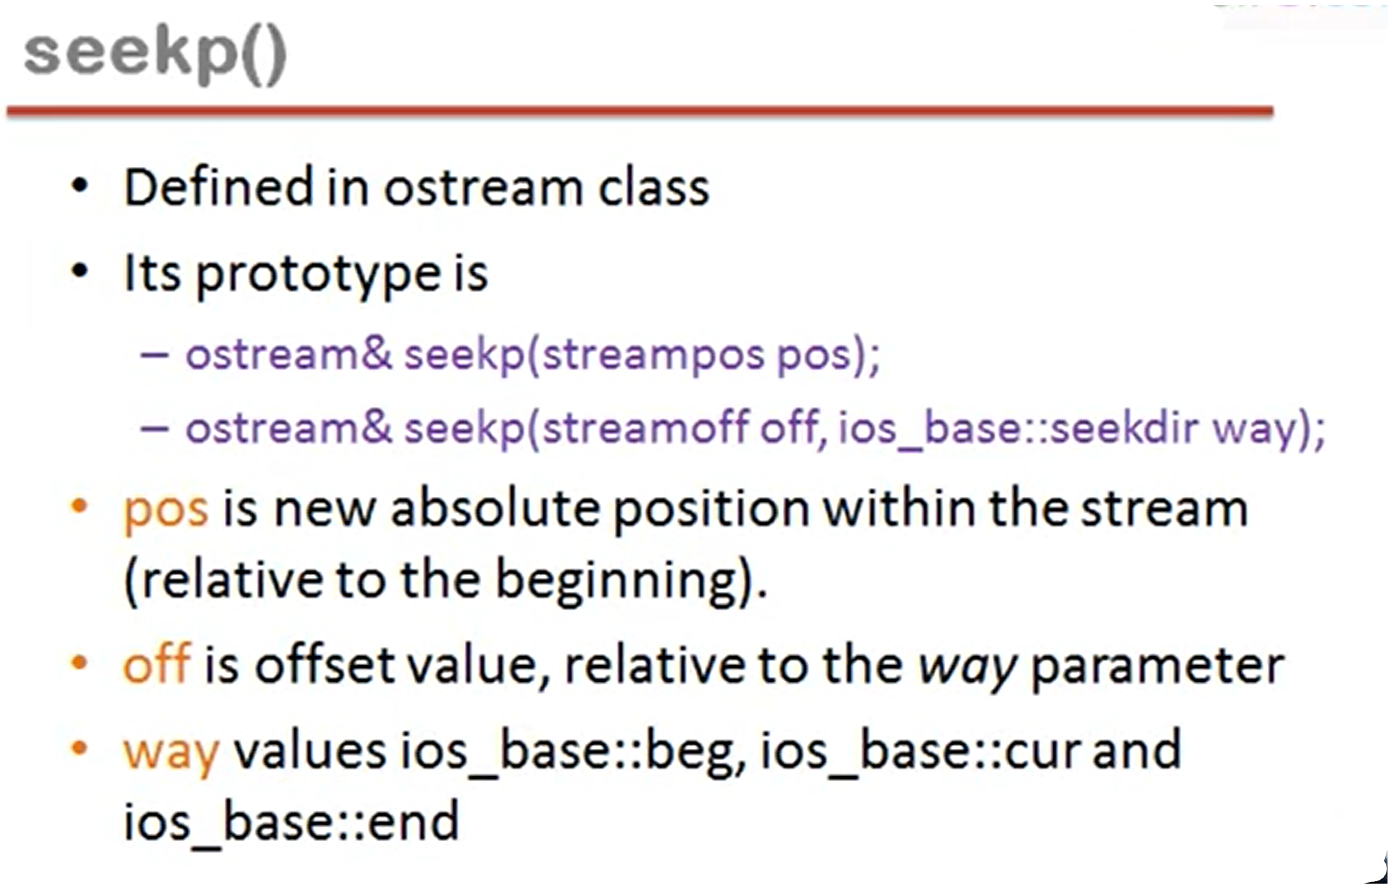 seekp()
• Defined in ostream class
• Its prototype is
– ostream& seekp(streampos pos);
– ostream& seekp(streamoff off, ios_base::seekdir way);
• pos is new absolute position within the stream
(relative to the beginning).
• off is offset value, relative to the way parameter
• way values ios_base::beg, ios_base::cur and
ios_base::end